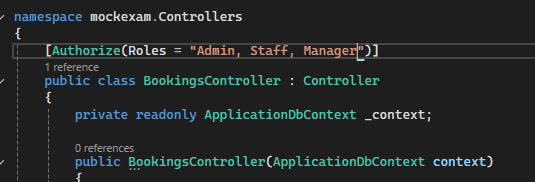 namespace mockexam.Controllers
{
[Authorize(Roles = "Admin, Staff, Manager")]
1 reference
public class BookingsController : Controller
{
private readonly ApplicationDbContext _context;
0 references
public BookingsController(ApplicationDbContext context)
{